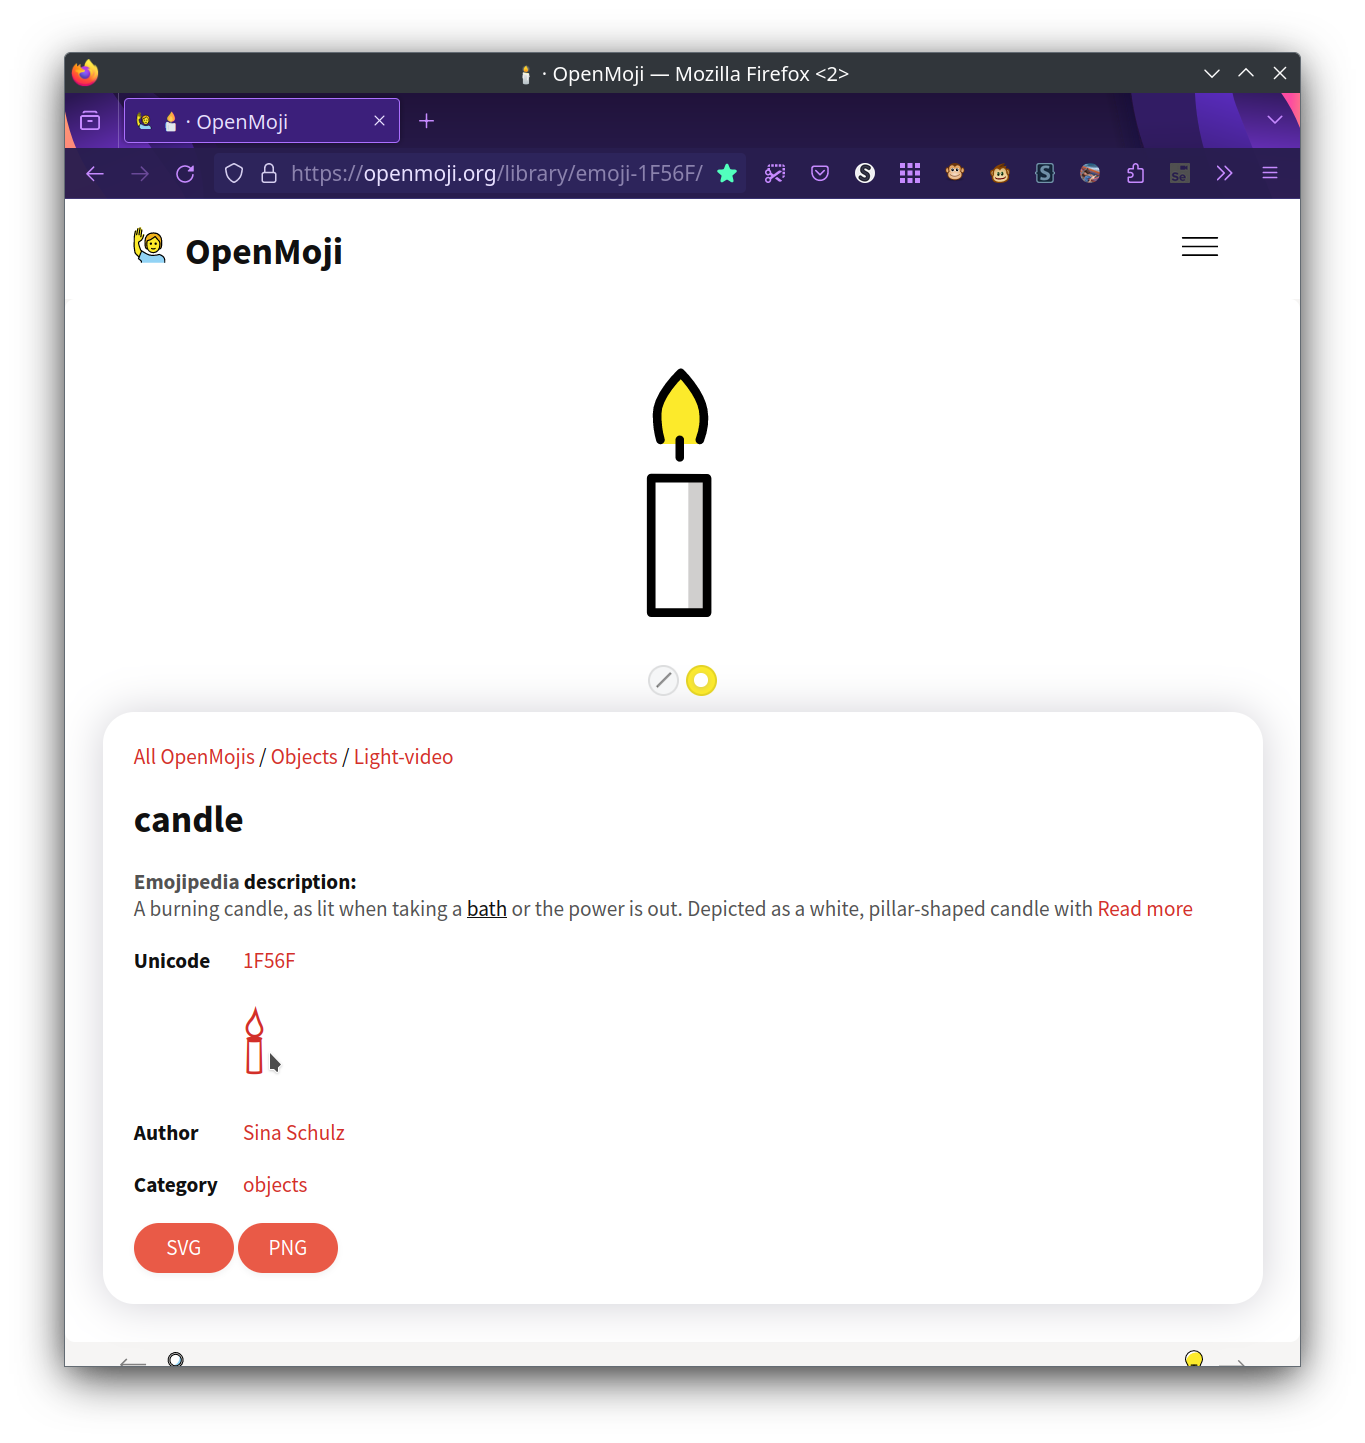 🕯 · OpenMoji — Mozilla Firefox <2>
🕯 · OpenMoji
https://openmoji.org/library/emoji-1F56F/
S
S
Se
OpenMoji
All OpenMojis / Objects / Light-video
candle
Emojipedia description:
A burning candle, as lit when taking a bath or the power is out. Depicted as a white, pillar-shaped candle with Read more
Unicode 1F56F
Author Sina Schulz
Category objects
SVG PNG